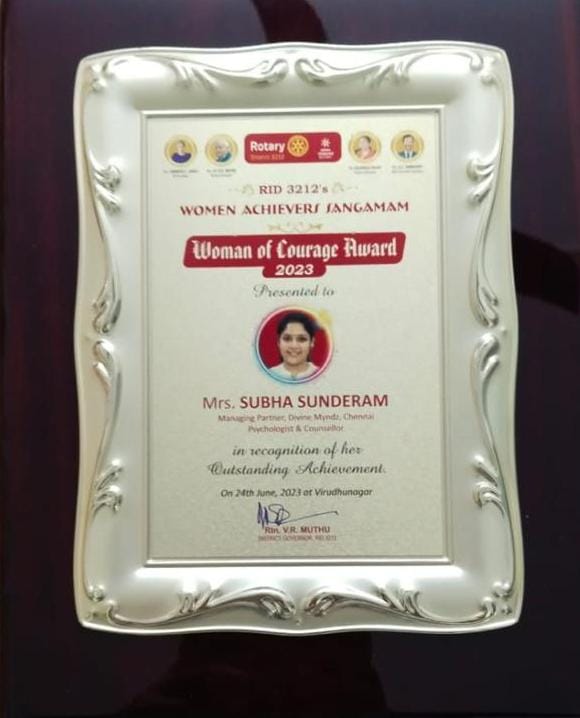 Rotary
District 3212
RID 3212's
WOMEN ACHIEVERS SANGAMAM
Woman of Courage Award
2023
Presented to
Mrs. SUBHA SUNDERAM
Managing Partner, Divine Myndz, Chennai
Psychologist & Counsellor
in recognition of her
Outstanding Achievement.
On 24th June, 2023 at Virudhunagar
Rtn. V.R. MUTHU
DISTRICT GOVERNOR, RID 3212